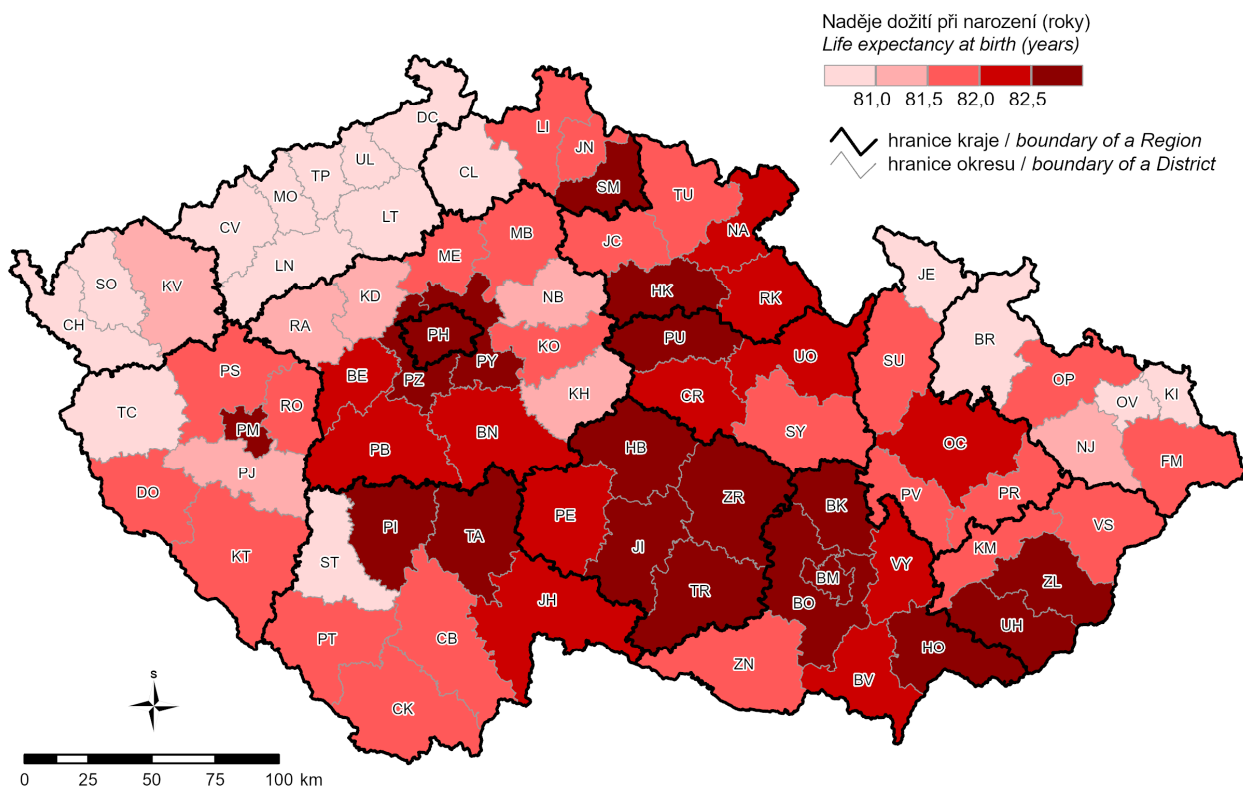 Naděje dožití při narození (roky)
Life expectancy at birth (years)
81,0 81,5 82,0 82,5
hranice kraje / boundary of a Region
hranice okresu / boundary of a District
DC
LI
JN
UL
TP
CL
SM
MO
TU
LT
CV
NA
MB
JC
ME
LN
JE
SO
KV
KD
NB
HK
RK
CH
RA
PH
PU
BR
KO
UO
PY
SU
PS
BE
PZ
OP
KH
CR
KI
OV
TC
RO
PM
BN
SY
OC
PB
HB
NJ
FM
PJ
DO
ZR
PV
PR
BK
PE
PI
VS
TA
KT
JI
KM
ST
VY
BM
ZL
TR
JH
BO
UH
PT
CB
HO
ZN
BV
CK
S
0 25 50 75 100 km